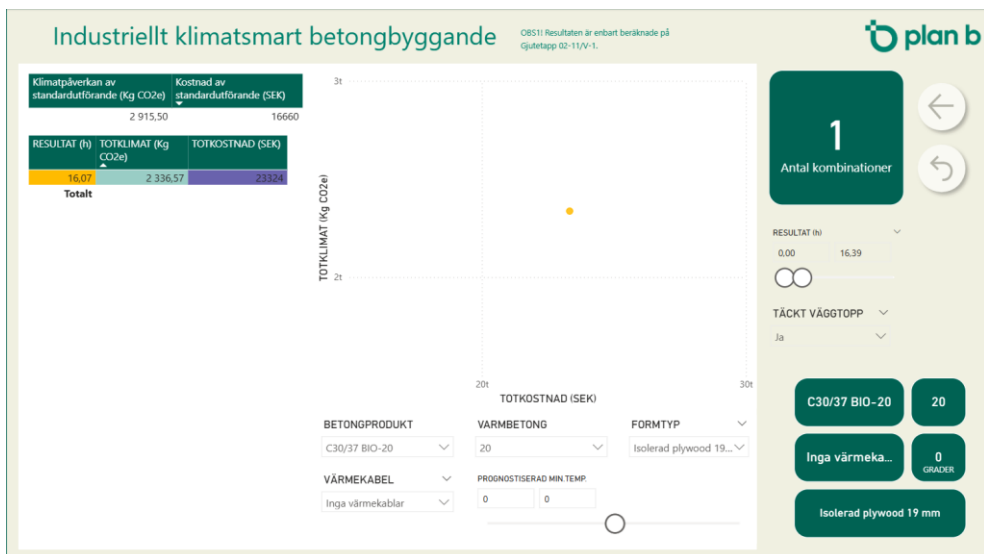 Industriellt klimatsmart betongbyggande
OBS1! Resultaten är enbart beräknade på
Gjutetapp 02-11/V-1.
plan b
Klimatpåverkan av
standardutförande (Kg CO2e)
Kostnad av
standardutförande (SEK)
2 915,50
16660
RESULTAT (h)
TOTKLIMAT (Kg
CO2e)
TOTKOSTNAD (SEK)
16,07
2 336,57
23324
Totalt
TOTKLIMAT (Kg CO2e)
3t
2t
20t
30t
TOTKOSTNAD (SEK)
BETONGPRODUKT
C30/37 BIO-20
VARMBETONG
20
FORMTYP
Isolerad plywood 19...
VÄRMEKABEL
Inga värmekablar
PROGNOSTISERAD MIN.TEMP.
0
0
1
Antal kombinationer
RESULTAT (h)
0,00
16,39
TÄCKT VÄGGTOPP
Ja
C30/37 BIO-20
20
Inga värmeka...
0
GRADER
Isolerad plywood 19 mm